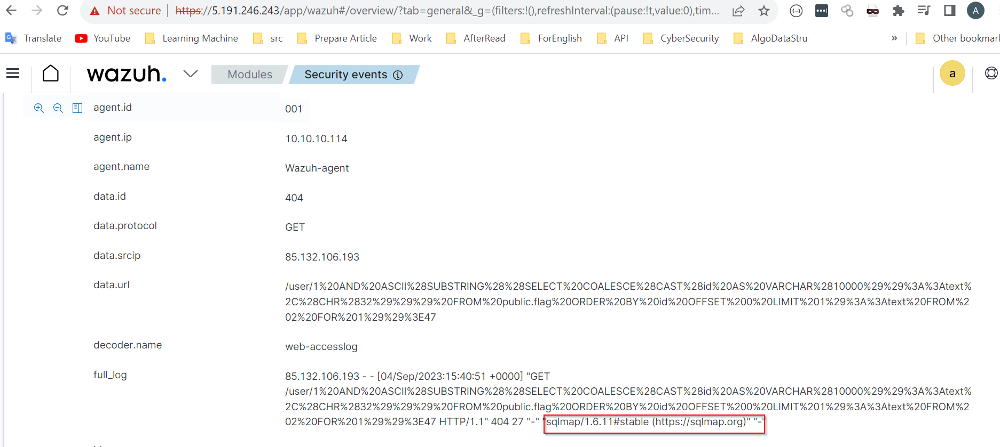 Not secure | https://5.191.246.243/app/wazuh#/overview/?tab=general&_g=(filters:!(),refreshInterval:(pause:!t,value:0),tim... A
Translate YouTube Learning Machine src Prepare Article Work AfterRead ForEnglish API CyberSecurity AlgoDataStru » Other bookmark
wazuh. Modules Security events a
agent.id 001
agent.ip 10.10.10.114
agent.name Wazuh-agent
data.id 404
data.protocol GET
data.srcip 85.132.106.193
data.url /user/1%20AND%20ASCII%28SUBSTRING%28%28SELECT%20COALESCE%28CAST%28id%20AS%20VARCHAR%2810000%29%29%3A%3Atext%
2C%28CHR%2832%29%29%29%20FROM%20public.flag%20ORDER%20BY%20id%20OFFSET%200%20LIMIT%201%29%3A%3Atext%20FROM%2
02%20FOR%201%29%29%3E47
decoder.name web-accesslog
full_log 85.132.106.193 - - [04/Sep/2023:15:40:51 +0000] "GET
/user/1%20AND%20ASCII%28SUBSTRING%28%28SELECT%20COALESCE%28CAST%28id%20AS%20VARCHAR%2810000%29%29%3A%3Atext%
2C%28CHR%2832%29%29%29%20FROM%20public.flag%20ORDER%20BY%20id%20OFFSET%200%20LIMIT%201%29%3A%3Atext%20FROM%2
02%20FOR%201%29%29%3E47 HTTP/1.1" 404 27 "-" "sqlmap/1.6.11#stable (https://sqlmap.org)" "-"